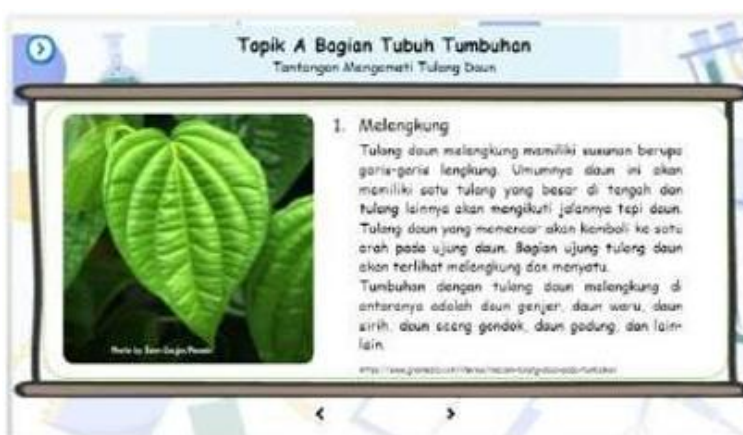 Topik A Bagian Tubuh Tumbuhan
Tantangan Mengamati Tulang Daun
1. Melengkung
Tulang daun melengkung memiliki susunan berupa
garis-garis lengkung. Umumnya daun ini akan
memiliki satu tulang yang besar di tengah dan
tulang lainnya akan mengikuti jalannya tepi daun.
Tulang daun yang memencar akan kembali ke satu
arah pada ujung daun. Bagian ujung tulang daun
akan terlihat melengkung dan menyatu.
Tumbuhan dengan tulang daun melengkung di
antaranya adalah daun genjer, daun waru, daun
sirih, daun eceng gondok, daun gadung, dan lain-
lain.
Photo by